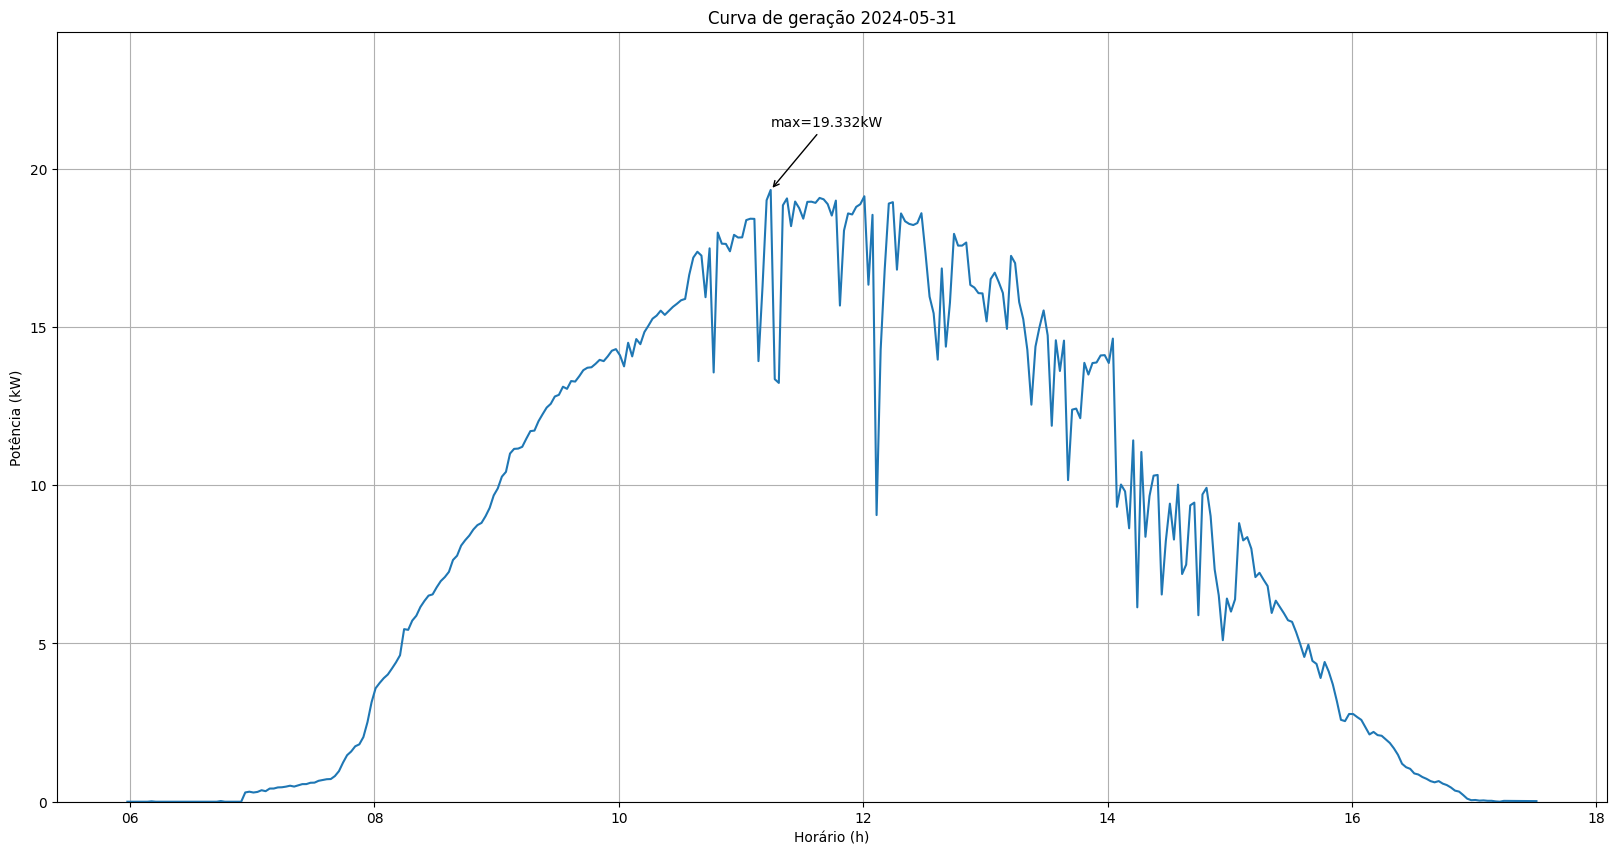 Curva de geração 2024-05-31
max=19.332kW
20
15
10
5
0
Potência (kW)
06 08 10 12 14 16 18
Horário (h)